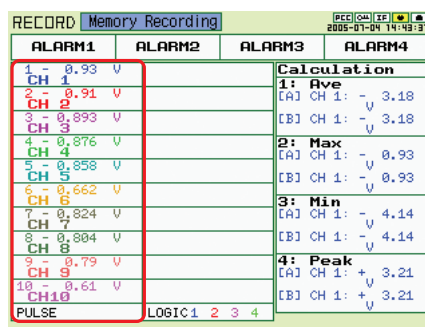 RECORD Memory Recording
2005-01-04 14:43:3
ALARM1 ALARM2 ALARM3 ALARM4
1 - 0.93 V
CH 1
2 - 0.91 V
CH 2
3 - 0.893 V
CH 3
4 - 0.876 V
CH 4
5 - 0.858 V
CH 5
6 - 0.662 V
CH 6
7 - 0.824 V
CH 7
8 - 0.804 V
CH 8
9 - 0.79 V
CH 9
10 - 0.61 V
CH10
PULSE
LOGIC1 2 3 4
Calculation
1: Ave
[A] CH 1: - 3.18
V
[B] CH 1: - 3.18
V
2: Max
[A] CH 1: - 0.93
V
[B] CH 1: - 0.93
V
3: Min
[A] CH 1: - 4.14
V
[B] CH 1: - 4.14
V
4: Peak
[A] CH 1: + 3.21
V
[B] CH 1: + 3.21
V